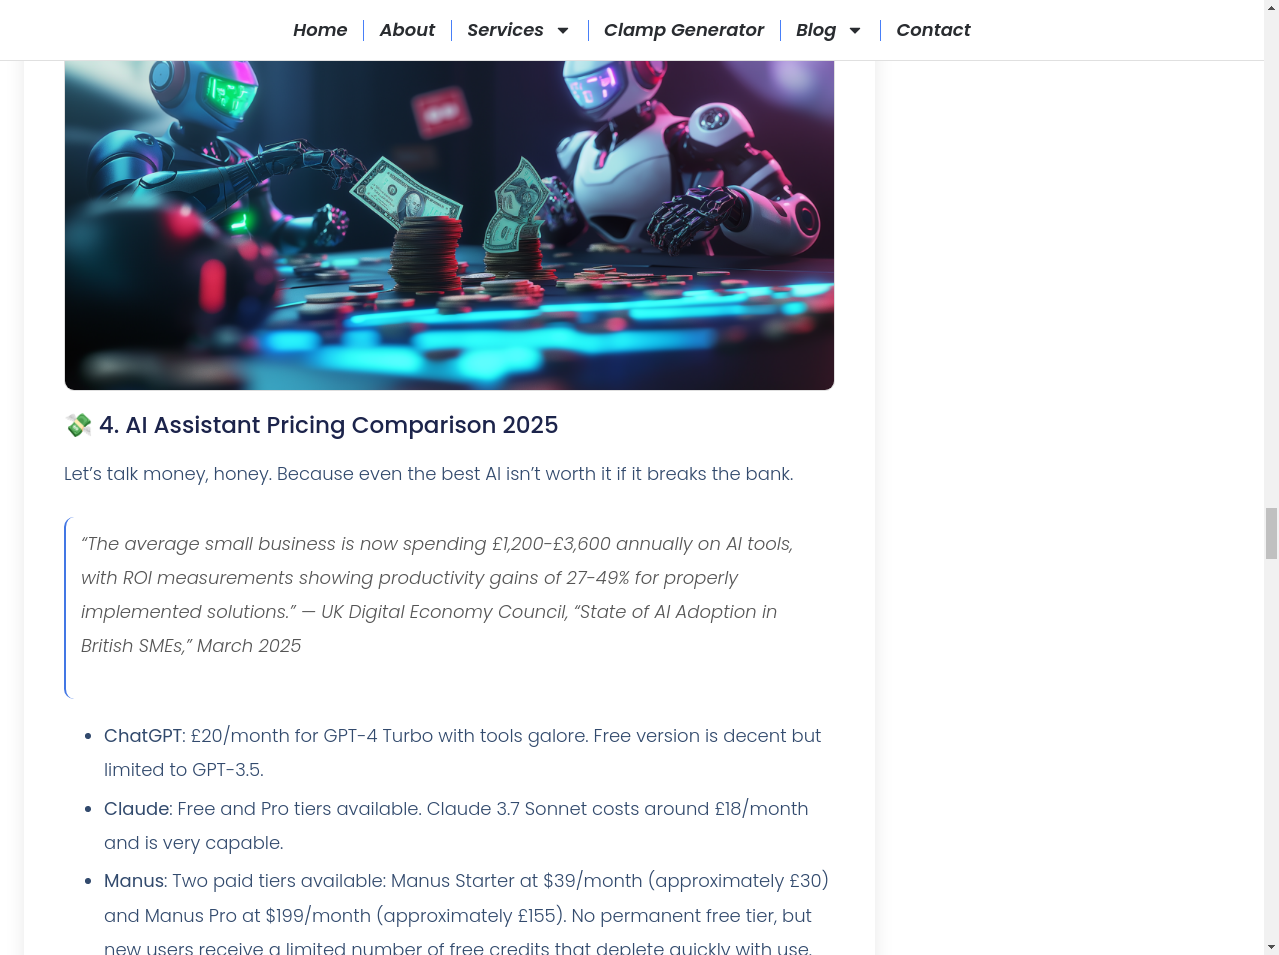 Home About Services Clamp Generator Blog Contact
💸 4. AI Assistant Pricing Comparison 2025
Let’s talk money, honey. Because even the best AI isn’t worth it if it breaks the bank.
“The average small business is now spending £1,200-£3,600 annually on AI tools,
with ROI measurements showing productivity gains of 27-49% for properly
implemented solutions.” — UK Digital Economy Council, “State of AI Adoption in
British SMEs,” March 2025
• ChatGPT: £20/month for GPT-4 Turbo with tools galore. Free version is decent but
limited to GPT-3.5.
• Claude: Free and Pro tiers available. Claude 3.7 Sonnet costs around £18/month
and is very capable.
• Manus: Two paid tiers available: Manus Starter at $39/month (approximately £30)
and Manus Pro at $199/month (approximately £155). No permanent free tier, but
new users receive a limited number of free credits that deplete quickly with use.